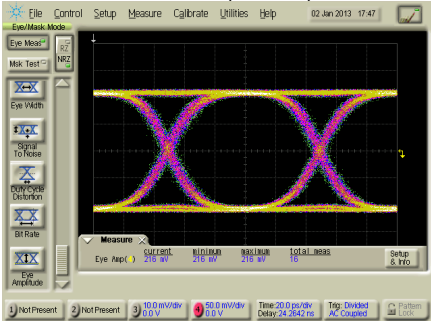 File Control Setup Measure Calibrate Utilities Help 02 Jan 2013 17:47
Eye/Mask Mode
Eye Meas
RZ
NRZ
Msk Test
Eye Width
Signal To Noise
Duty Cycle Distortion
Bit Rate
Eye Amplitude
Measure
current minimum maximum total meas
Eye Amp( ) 216 mV 216 mV 216 mV 16
Setup & Info
1) Not Present
2) Not Present
3) 10.0 mV/div 0.0 V
4) 50.0 mV/div 0.0 V
Time:20.0 ps/div Delay:24.2642 ns
Trig: Divided AC Coupled
Pattern Lock